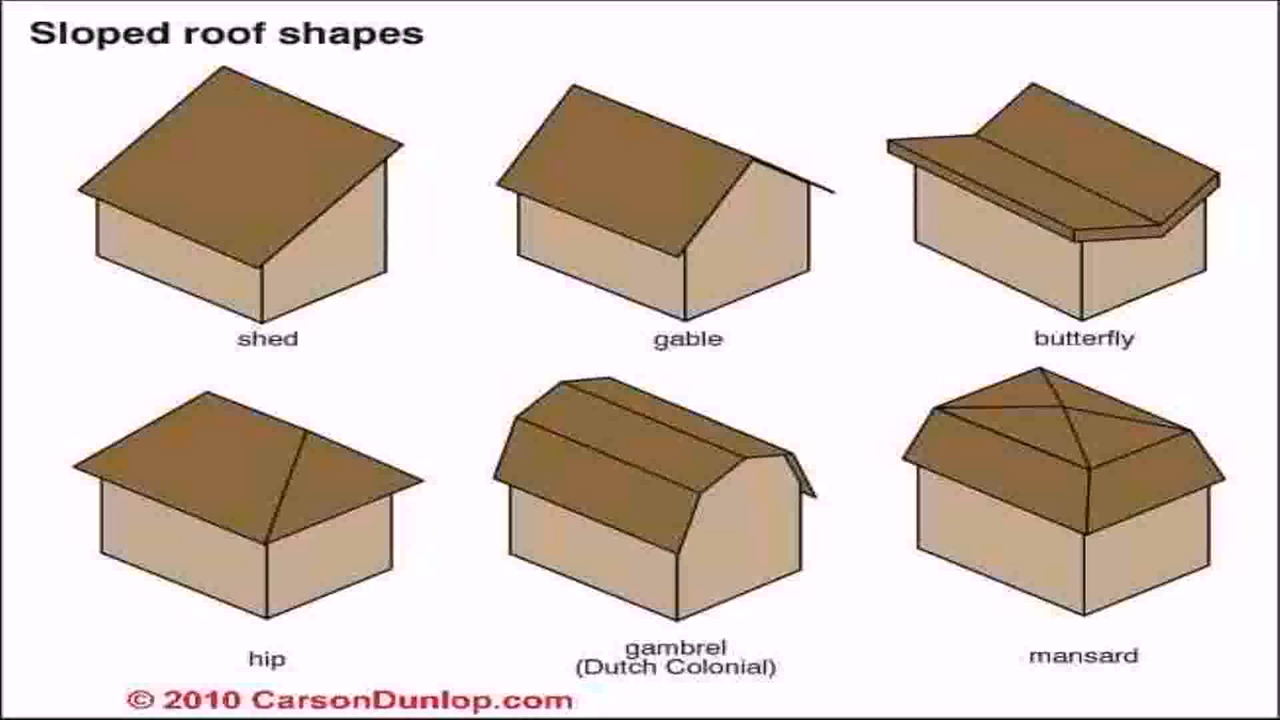 Sloped roof shapes
shed
gable
butterfly
hip
gambrel
(Dutch Colonial)
mansard
© 2010 CarsonDunlop.com